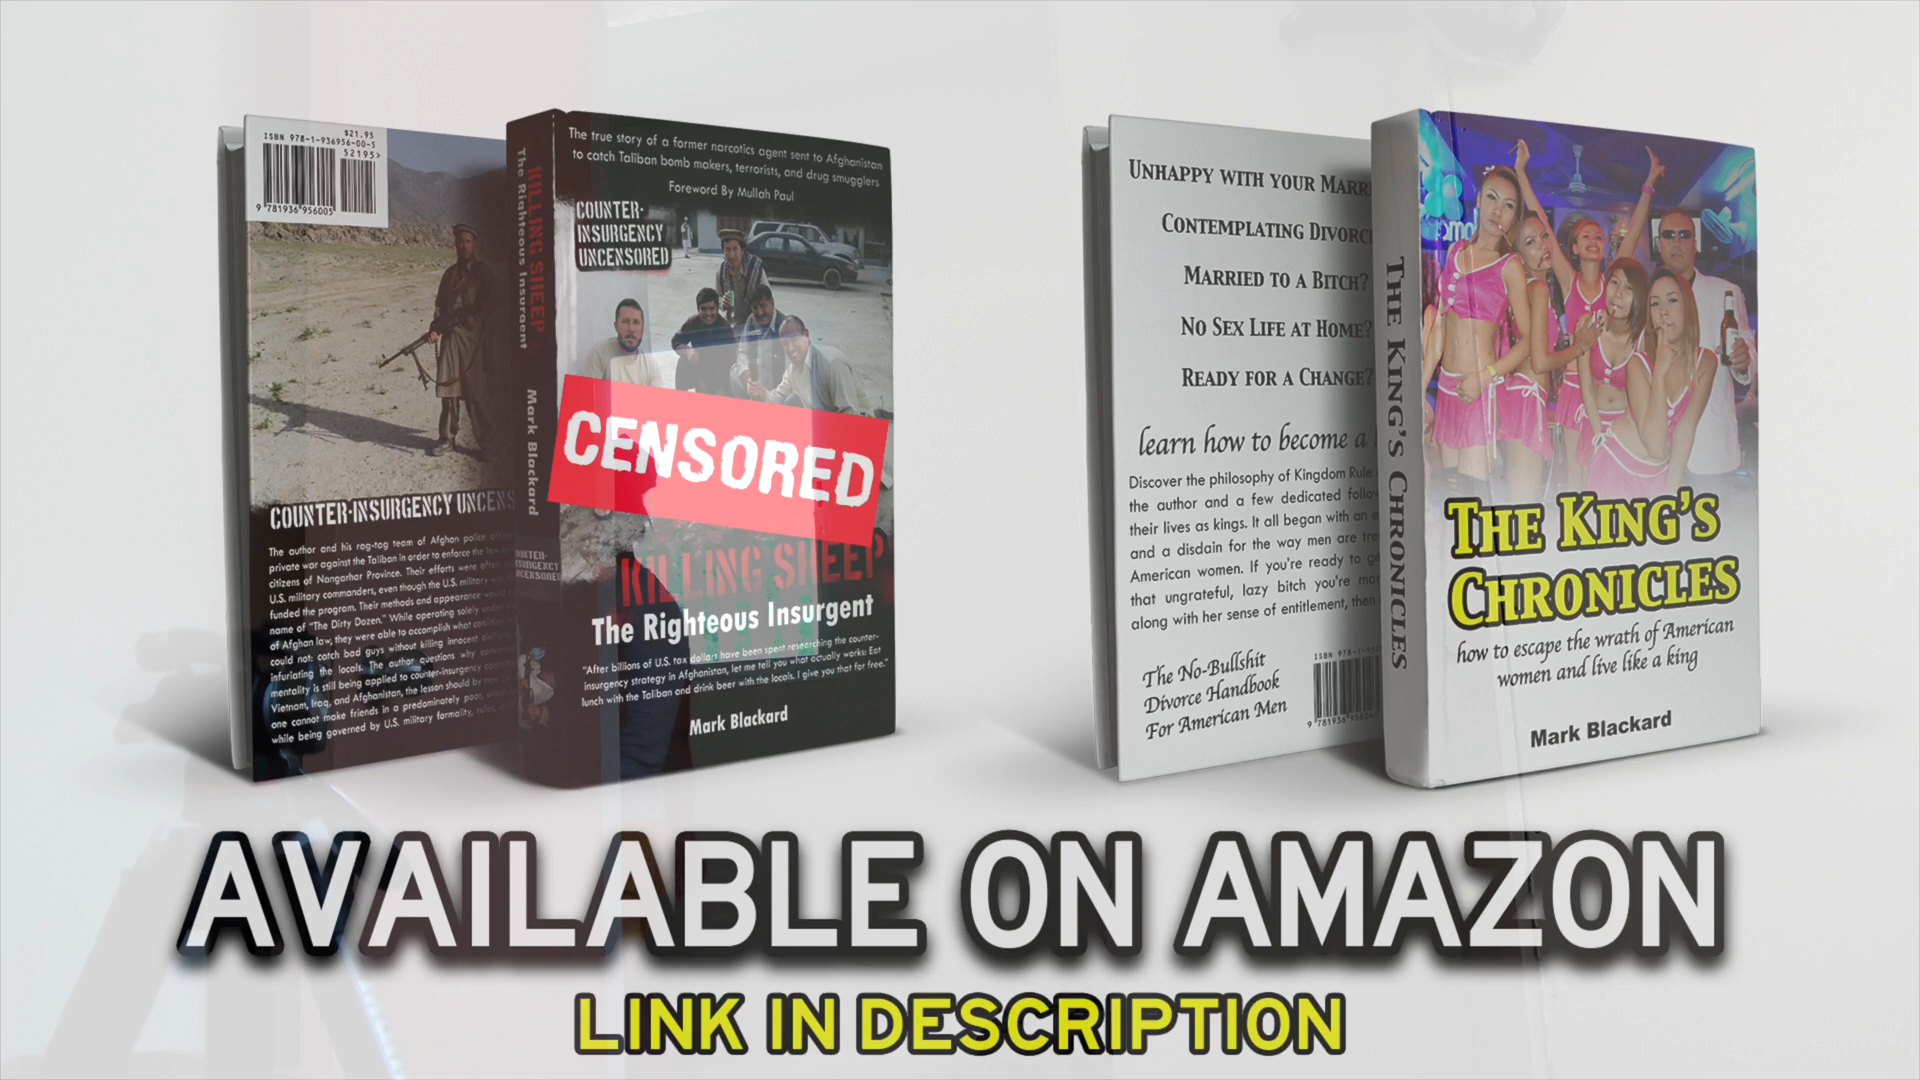 $21.95
ISBN 978-1-936956-00-5
52195>
9 781936 956005
COUNTER-INSURGENCY
The author and his rag-tag team of Afghan police
private war against the Taliban in order to enforce the
citizens of Nangarhar Province. Their efforts were
U.S. military commanders, even though the U.S. military
funded the program. Their methods and appearance
name of "The Dirty Dozen." While operating solely
of Afghan law, they were able to accomplish what
could not: catch bad guys without killing innocent
infuriating the locals. The author questions why
mentality is still being applied to counter-insurgency
Vietnam, Iraq, and Afghanistan, the lesson should by
one cannot make friends in a predominately poor,
while being governed by U.S. military formality,
KILLING SHEEP
The Righteous Insurgent
Mark Blackard
COUNTER-
INSURGENCY
UNCENSORED
The true story of a former narcotics agent sent to Afghanistan
to catch Taliban bomb makers, terrorists, and drug smugglers
Foreword By Mullah Paul
COUNTER-
INSURGENCY
UNCENSORED
CENSORED
KILLING SHEEP
The Righteous Insurgent
"After billions of U.S. tax dollars have been spent researching the counter-
insurgency strategy in Afghanistan, let me tell you what actually works: Eat
lunch with the Taliban and drink beer with the locals. I give you that for free."
Mark Blackard
UNHAPPY WITH YOUR
CONTEMPLATING
MARRIED TO A BITCH?
NO SEX LIFE AT HOME?
READY FOR A CHANGE?
learn how to become a
Discover the philosophy of Kingdom Rule
the author and a few dedicated
their lives as kings. It all began with an
and a disdain for the way men are
American women. If you're ready to
that ungrateful, lazy bitch you're
along with her sense of entitlement,
The No-Bullshit
Divorce Handbook
For American Men
ISBN 978-1-
9 781936
THE KING'S CHRONICLES
THE KING'S
CHRONICLES
how to escape the wrath of American
women and live like a king
Mark Blackard
AVAILABLE ON AMAZON
LINK IN DESCRIPTION